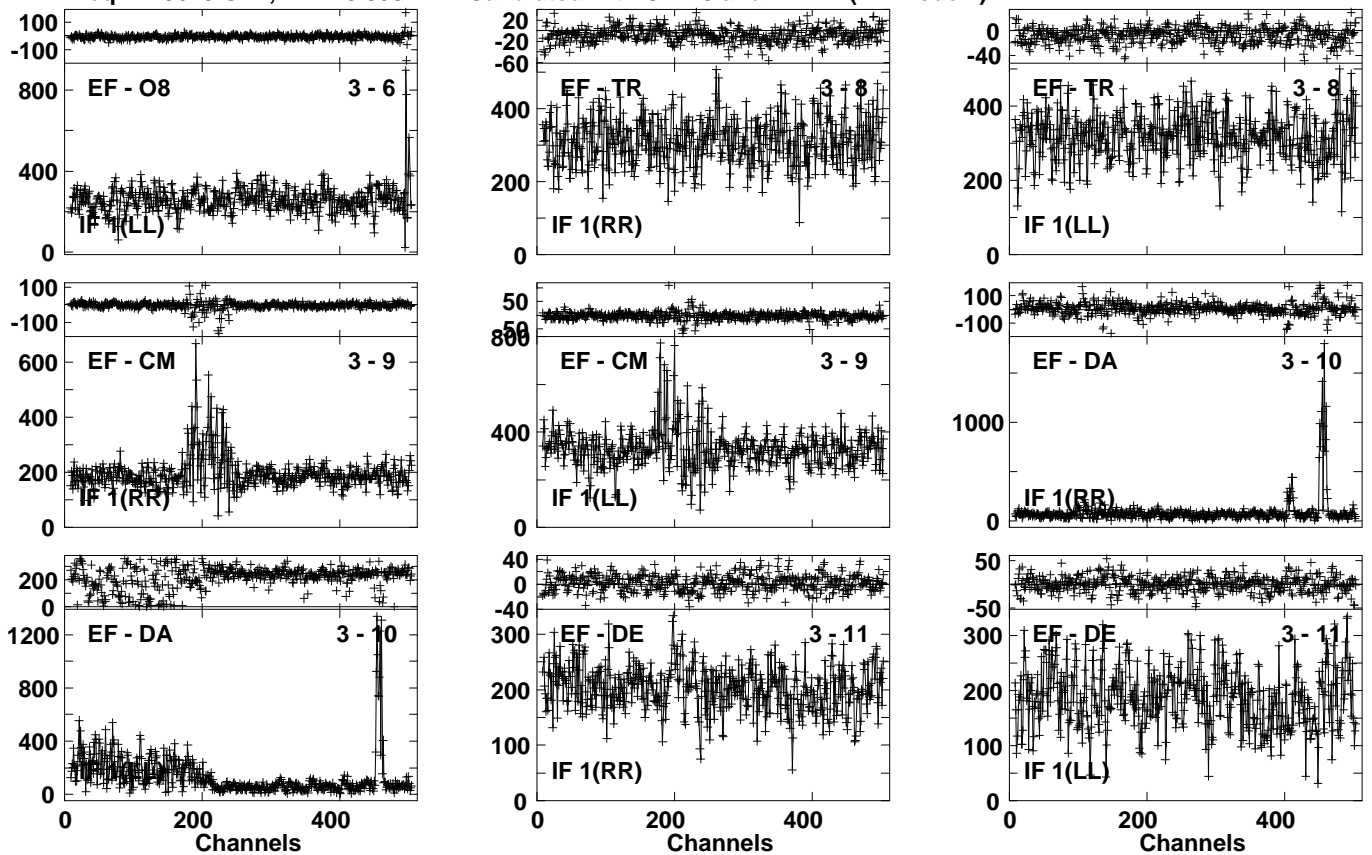 100
-100
EF - O8 3 - 6
800
400
0
IF 1(LL)
20
-20
-60
EF - TR 3 - 8
400
200
0
IF 1(RR)
0
-40
EF - TR 3 - 8
400
200
0
IF 1(LL)
100
-100
EF - CM 3 - 9
600
400
200
0
IF 1(RR)
50
-50
800
EF - CM 3 - 9
400
0
IF 1(LL)
100
-100
EF - DA 3 - 10
1000
0
IF 1(RR)
200
0
EF - DA 3 - 10
1200
800
400
0
40
0
-40
EF - DE 3 - 11
300
200
100
0
IF 1(RR)
50
0
-50
EF - DE 3 - 11
300
200
100
0
IF 1(LL)
0 200 400
Channels
0 200 400
Channels
0 200 400
Channels